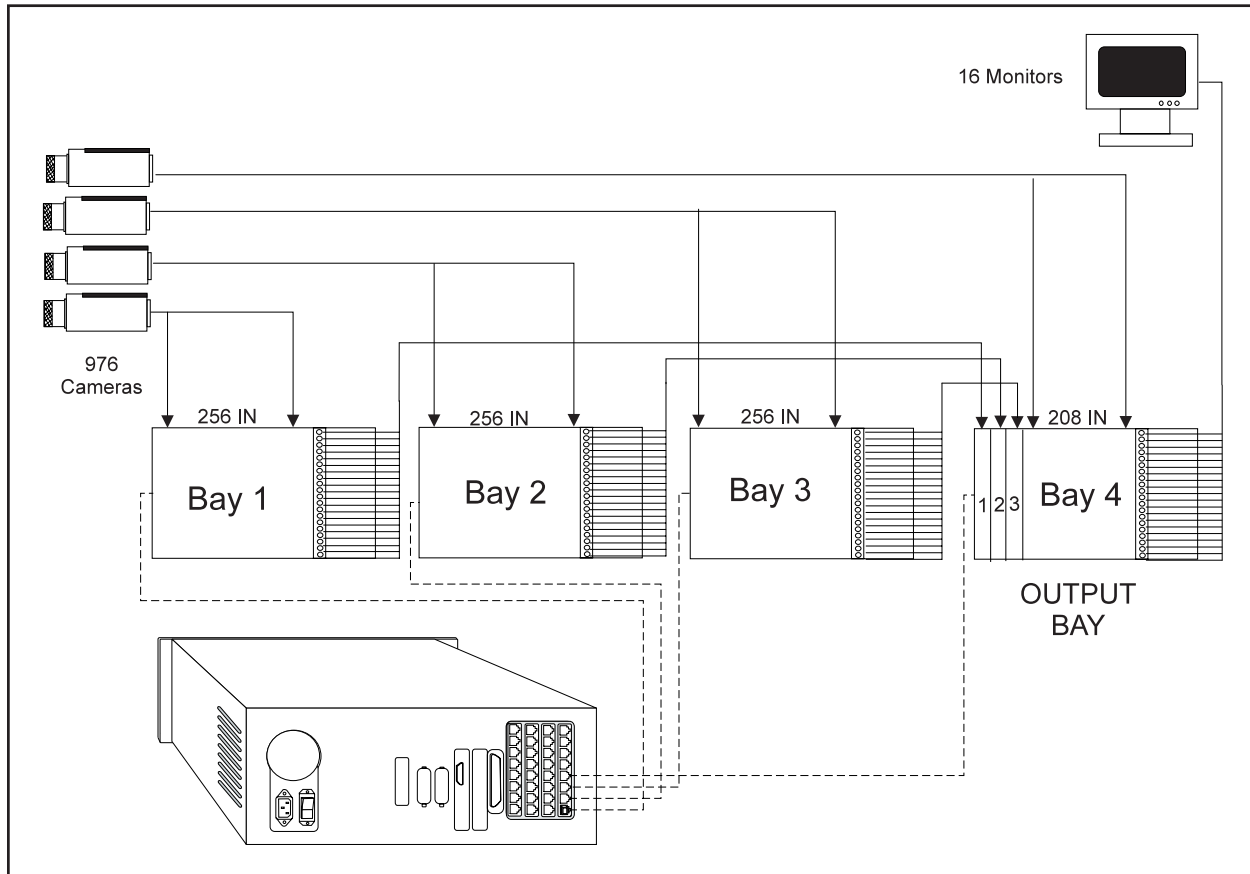 16 Monitors
976
Cameras
256 IN
256 IN
256 IN
208 IN
Bay 1
Bay 2
Bay 3
1 2 3
Bay 4
OUTPUT
BAY